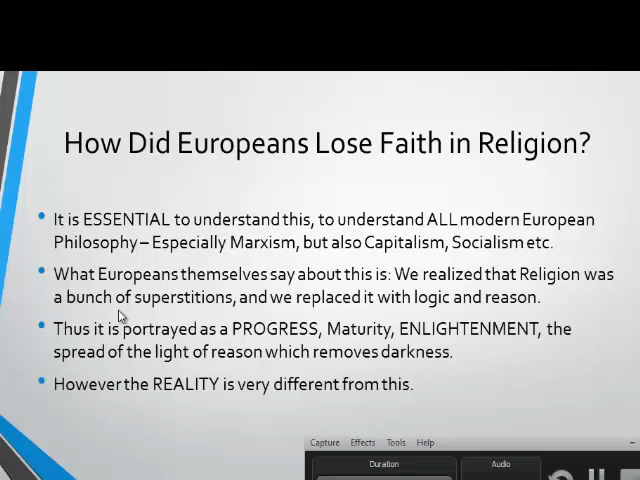 How Did Europeans Lose Faith in Religion?
• It is ESSENTIAL to understand this, to understand ALL modern European
Philosophy – Especially Marxism, but also Capitalism, Socialism etc.
• What Europeans themselves say about this is: We realized that Religion was
a bunch of superstitions, and we replaced it with logic and reason.
• Thus it is portrayed as a PROGRESS, Maturity, ENLIGHTENMENT, the
spread of the light of reason which removes darkness.
• However the REALITY is very different from this.
Capture Effects Tools Help
Duration Audio